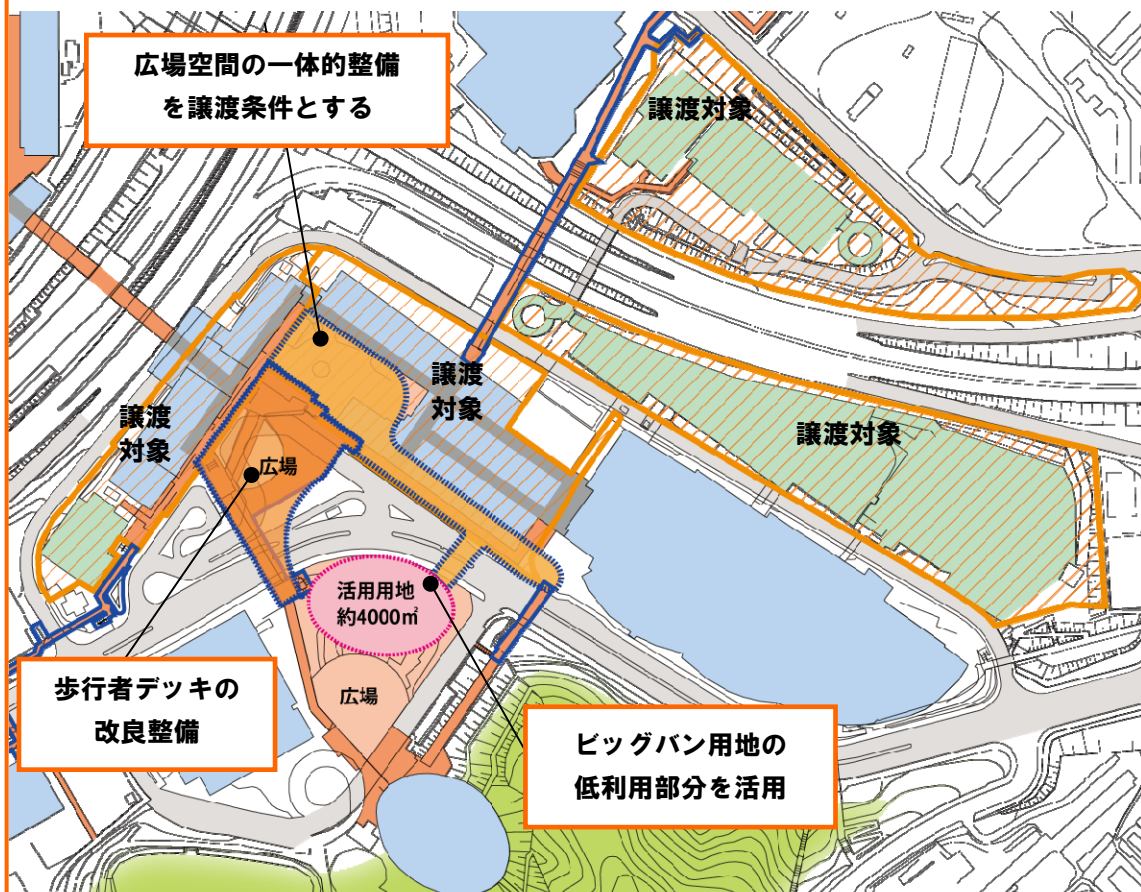 広場空間の一体的整備
を譲渡条件とする
譲渡対象
譲渡
対象
譲渡
対象
譲渡対象
広場
活用用地
約4000㎡
広場
歩行者デッキの
改良整備
ビッグバン用地の
低利用部分を活用